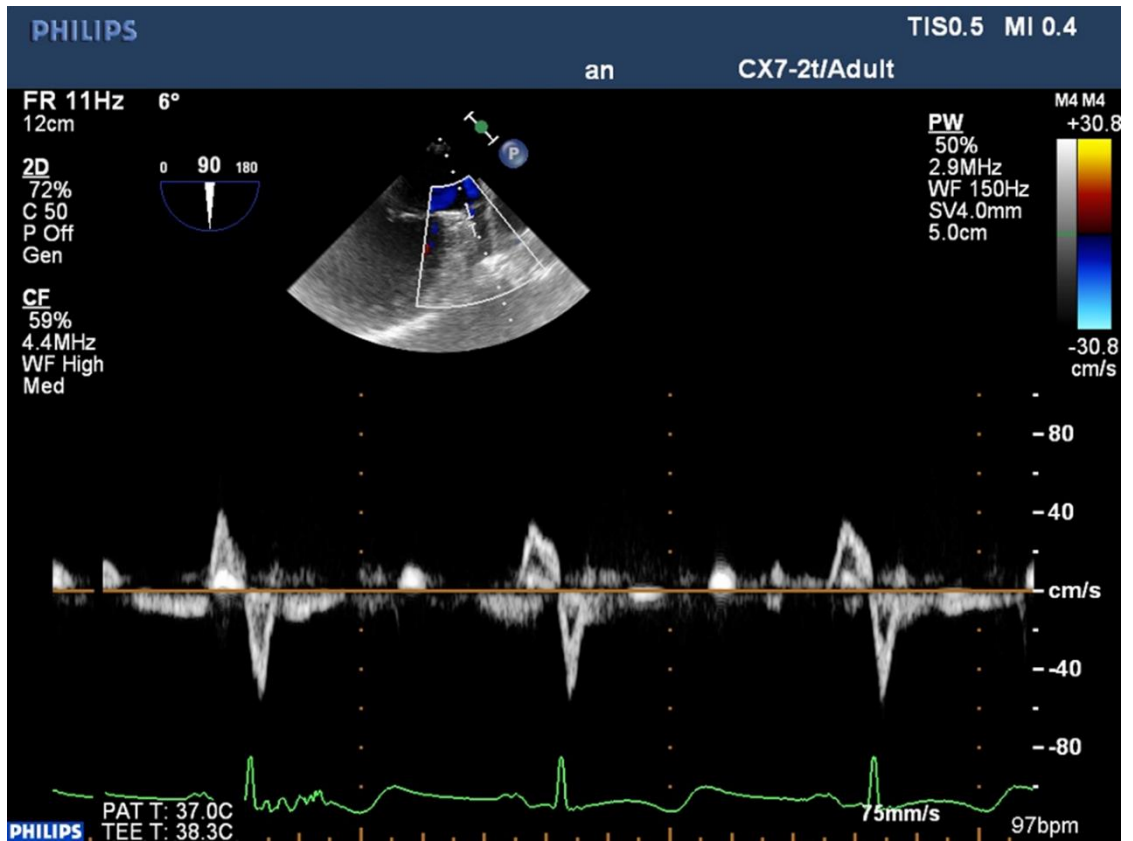 PHILIPS
TIS0.5 MI 0.4
an
CX7-2t/Adult
FR 11Hz 6°
12cm
2D
72%
C 50
P Off
Gen
CF
59%
4.4MHz
WF High
Med
0 90 180
P
PW
50%
2.9MHz
WF 150Hz
SV4.0mm
5.0cm
M4 M4
+30.8
-30.8
cm/s
80
40
cm/s
-40
-80
PAT T: 37.0C
TEE T: 38.3C
PHILIPS
75mm/s
97bpm